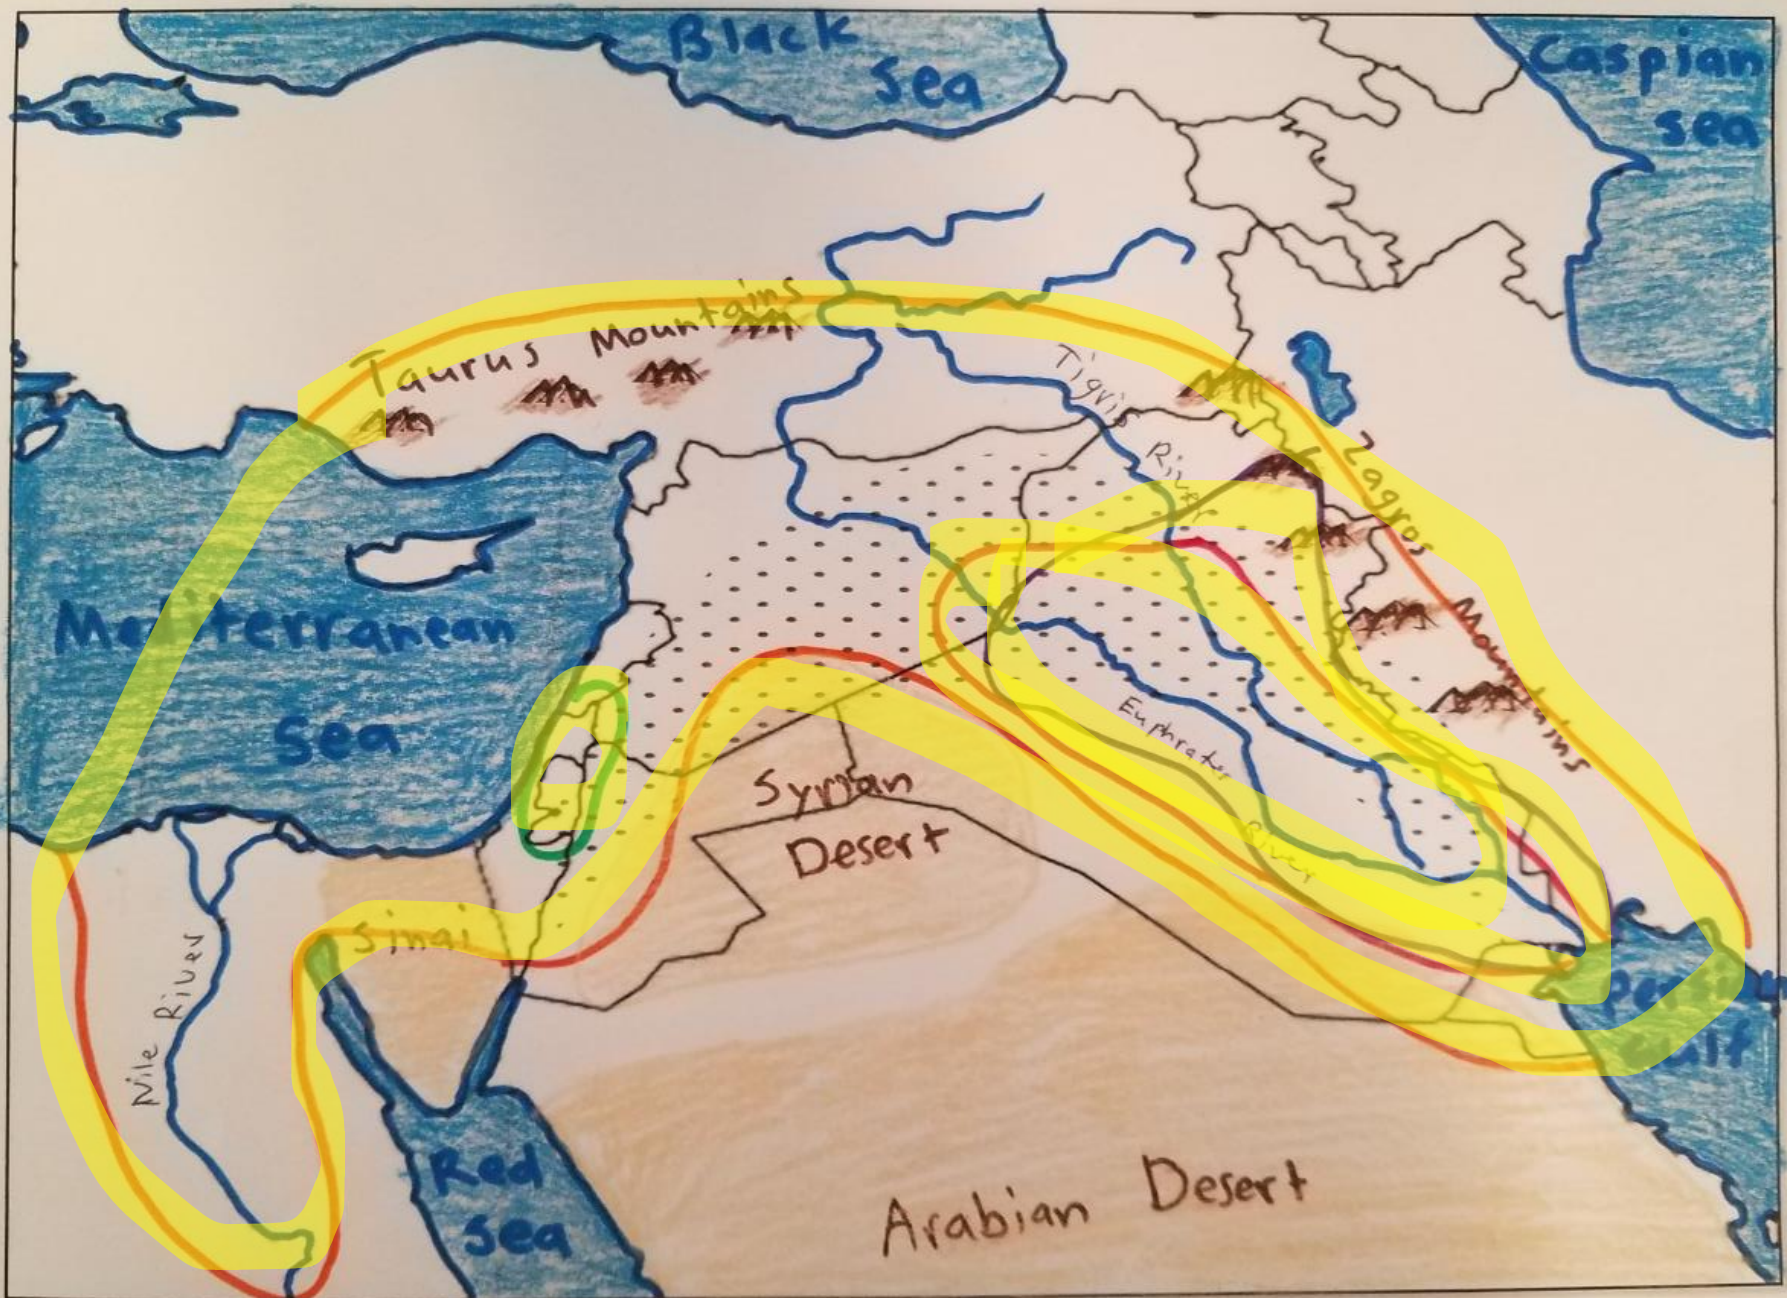 Black
Sea
Caspian
sea
Taurus Mountains
Tigris
River
Zagros
Mountains
Mediterranean
Sea
Euphrates
River
Syrian
Desert
Sinai
Nile River
Persian
Gulf
Red
Sea
Arabian Desert